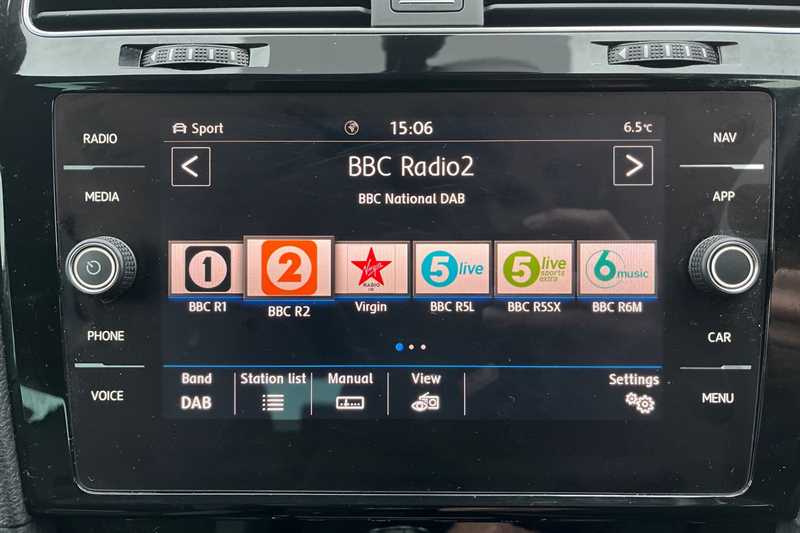 RADIO
MEDIA
PHONE
VOICE
Sport
15:06
6.5°C
BBC Radio2
BBC National DAB
1
2
Virgin
RADIO
UK
5 live
5 live
sports
extra
6 music
BBC R1
BBC R2
Virgin
BBC R5L
BBC R5SX
BBC R6M
Band
DAB
Station list
Manual
View
Settings
NAV
APP
CAR
MENU